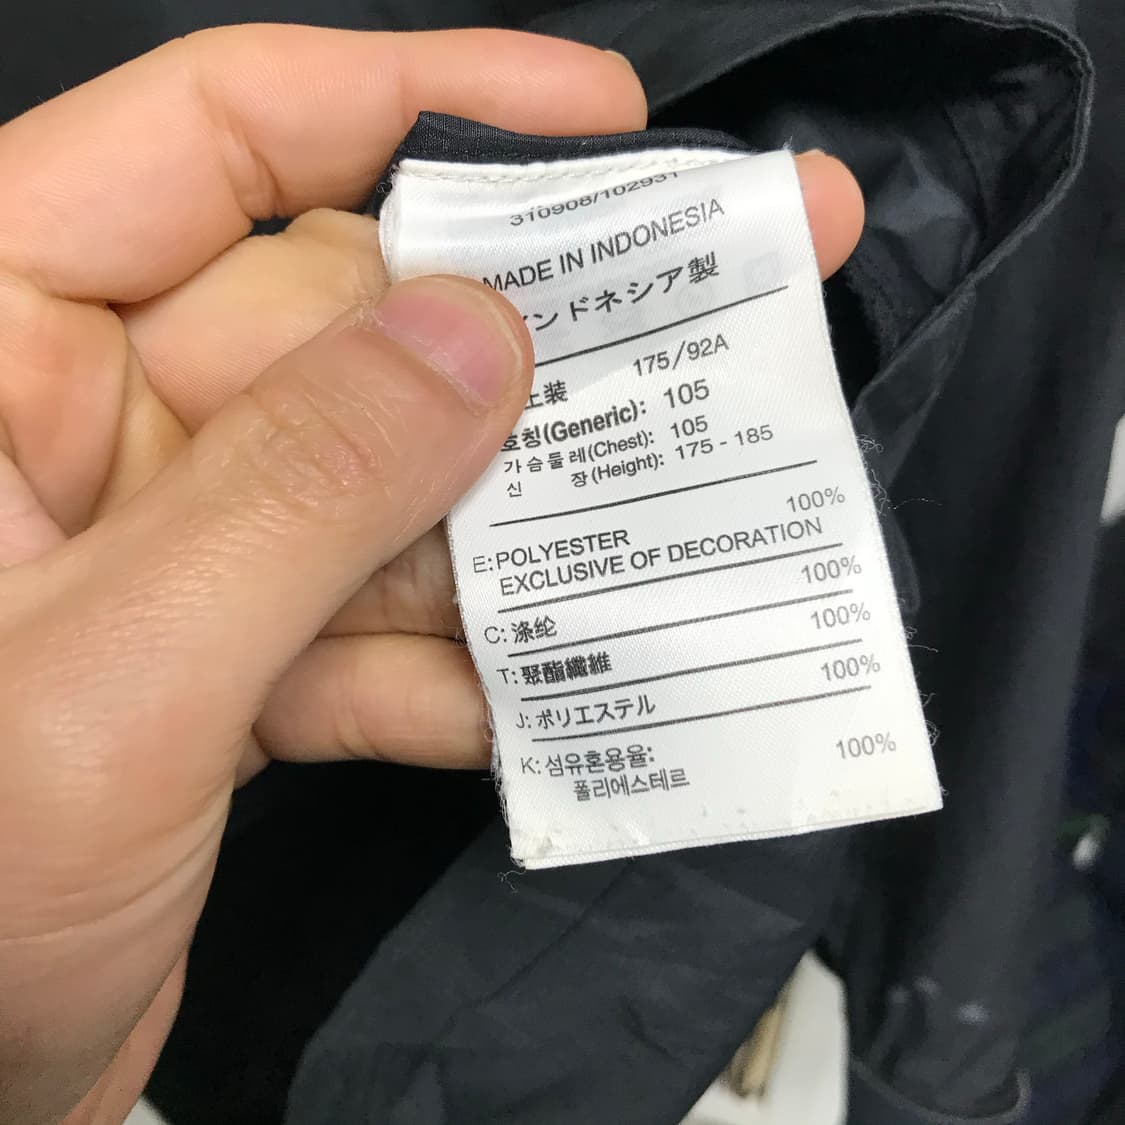 310908/102931
MADE IN INDONESIA
ンドネシア製
上装 175/92A
호칭(Generic): 105
가슴둘레(Chest): 105
신 장(Height): 175 - 185
100%
E: POLYESTER
EXCLUSIVE OF DECORATION
100%
C: 涤纶
100%
T: 聚酯纖維
100%
J: ポリエステル
K: 섬유혼용율: 100%
폴리에스테르